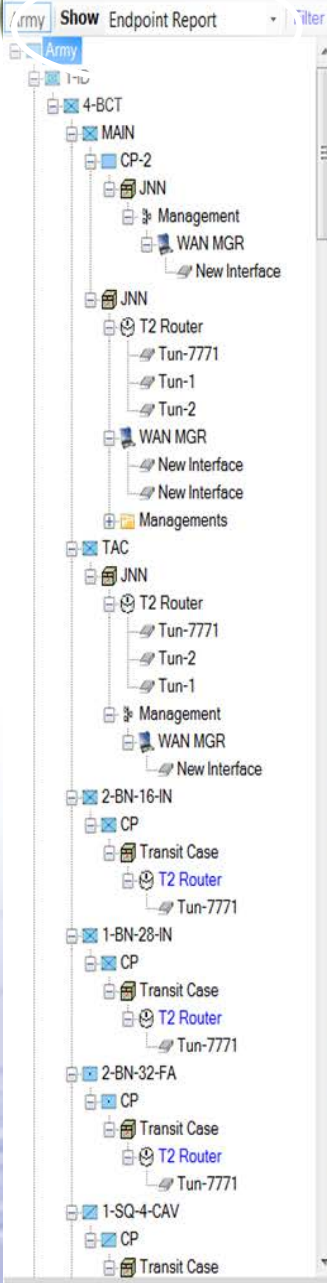 Army Show Endpoint Report Filter
Army
1-ID
4-BCT
MAIN
CP-2
JNN
Management
WAN MGR
New Interface
JNN
T2 Router
Tun-7771
Tun-1
Tun-2
WAN MGR
New Interface
New Interface
Managements
TAC
JNN
T2 Router
Tun-7771
Tun-2
Tun-1
Management
WAN MGR
New Interface
2-BN-16-IN
CP
Transit Case
T2 Router
Tun-7771
1-BN-28-IN
CP
Transit Case
T2 Router
Tun-7771
2-BN-32-FA
CP
Transit Case
T2 Router
Tun-7771
1-SQ-4-CAV
CP
Transit Case